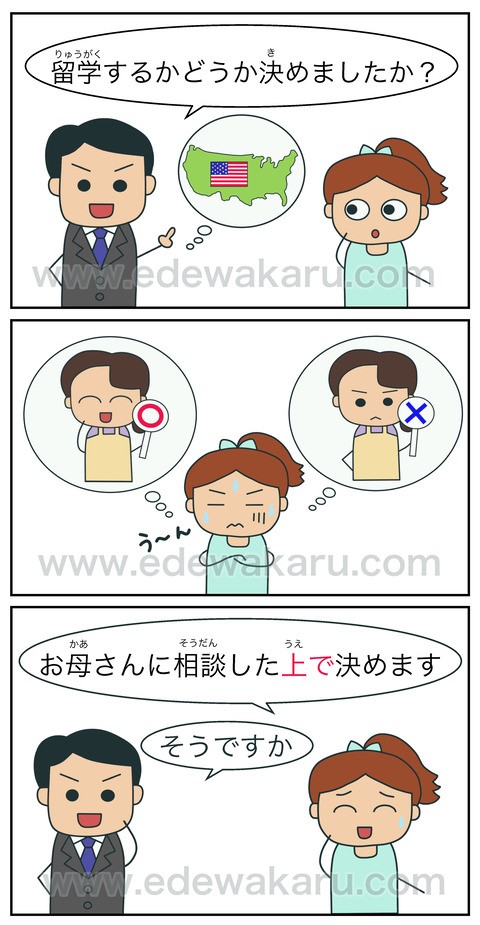 りゅうがく き
留学するかどうか決めましたか？
www.edewakaru.com
う〜ん
www.edewakaru.com
かあ そうだん うえ
お母さんに相談した上で決めます
そうですか
www.edewakaru.com